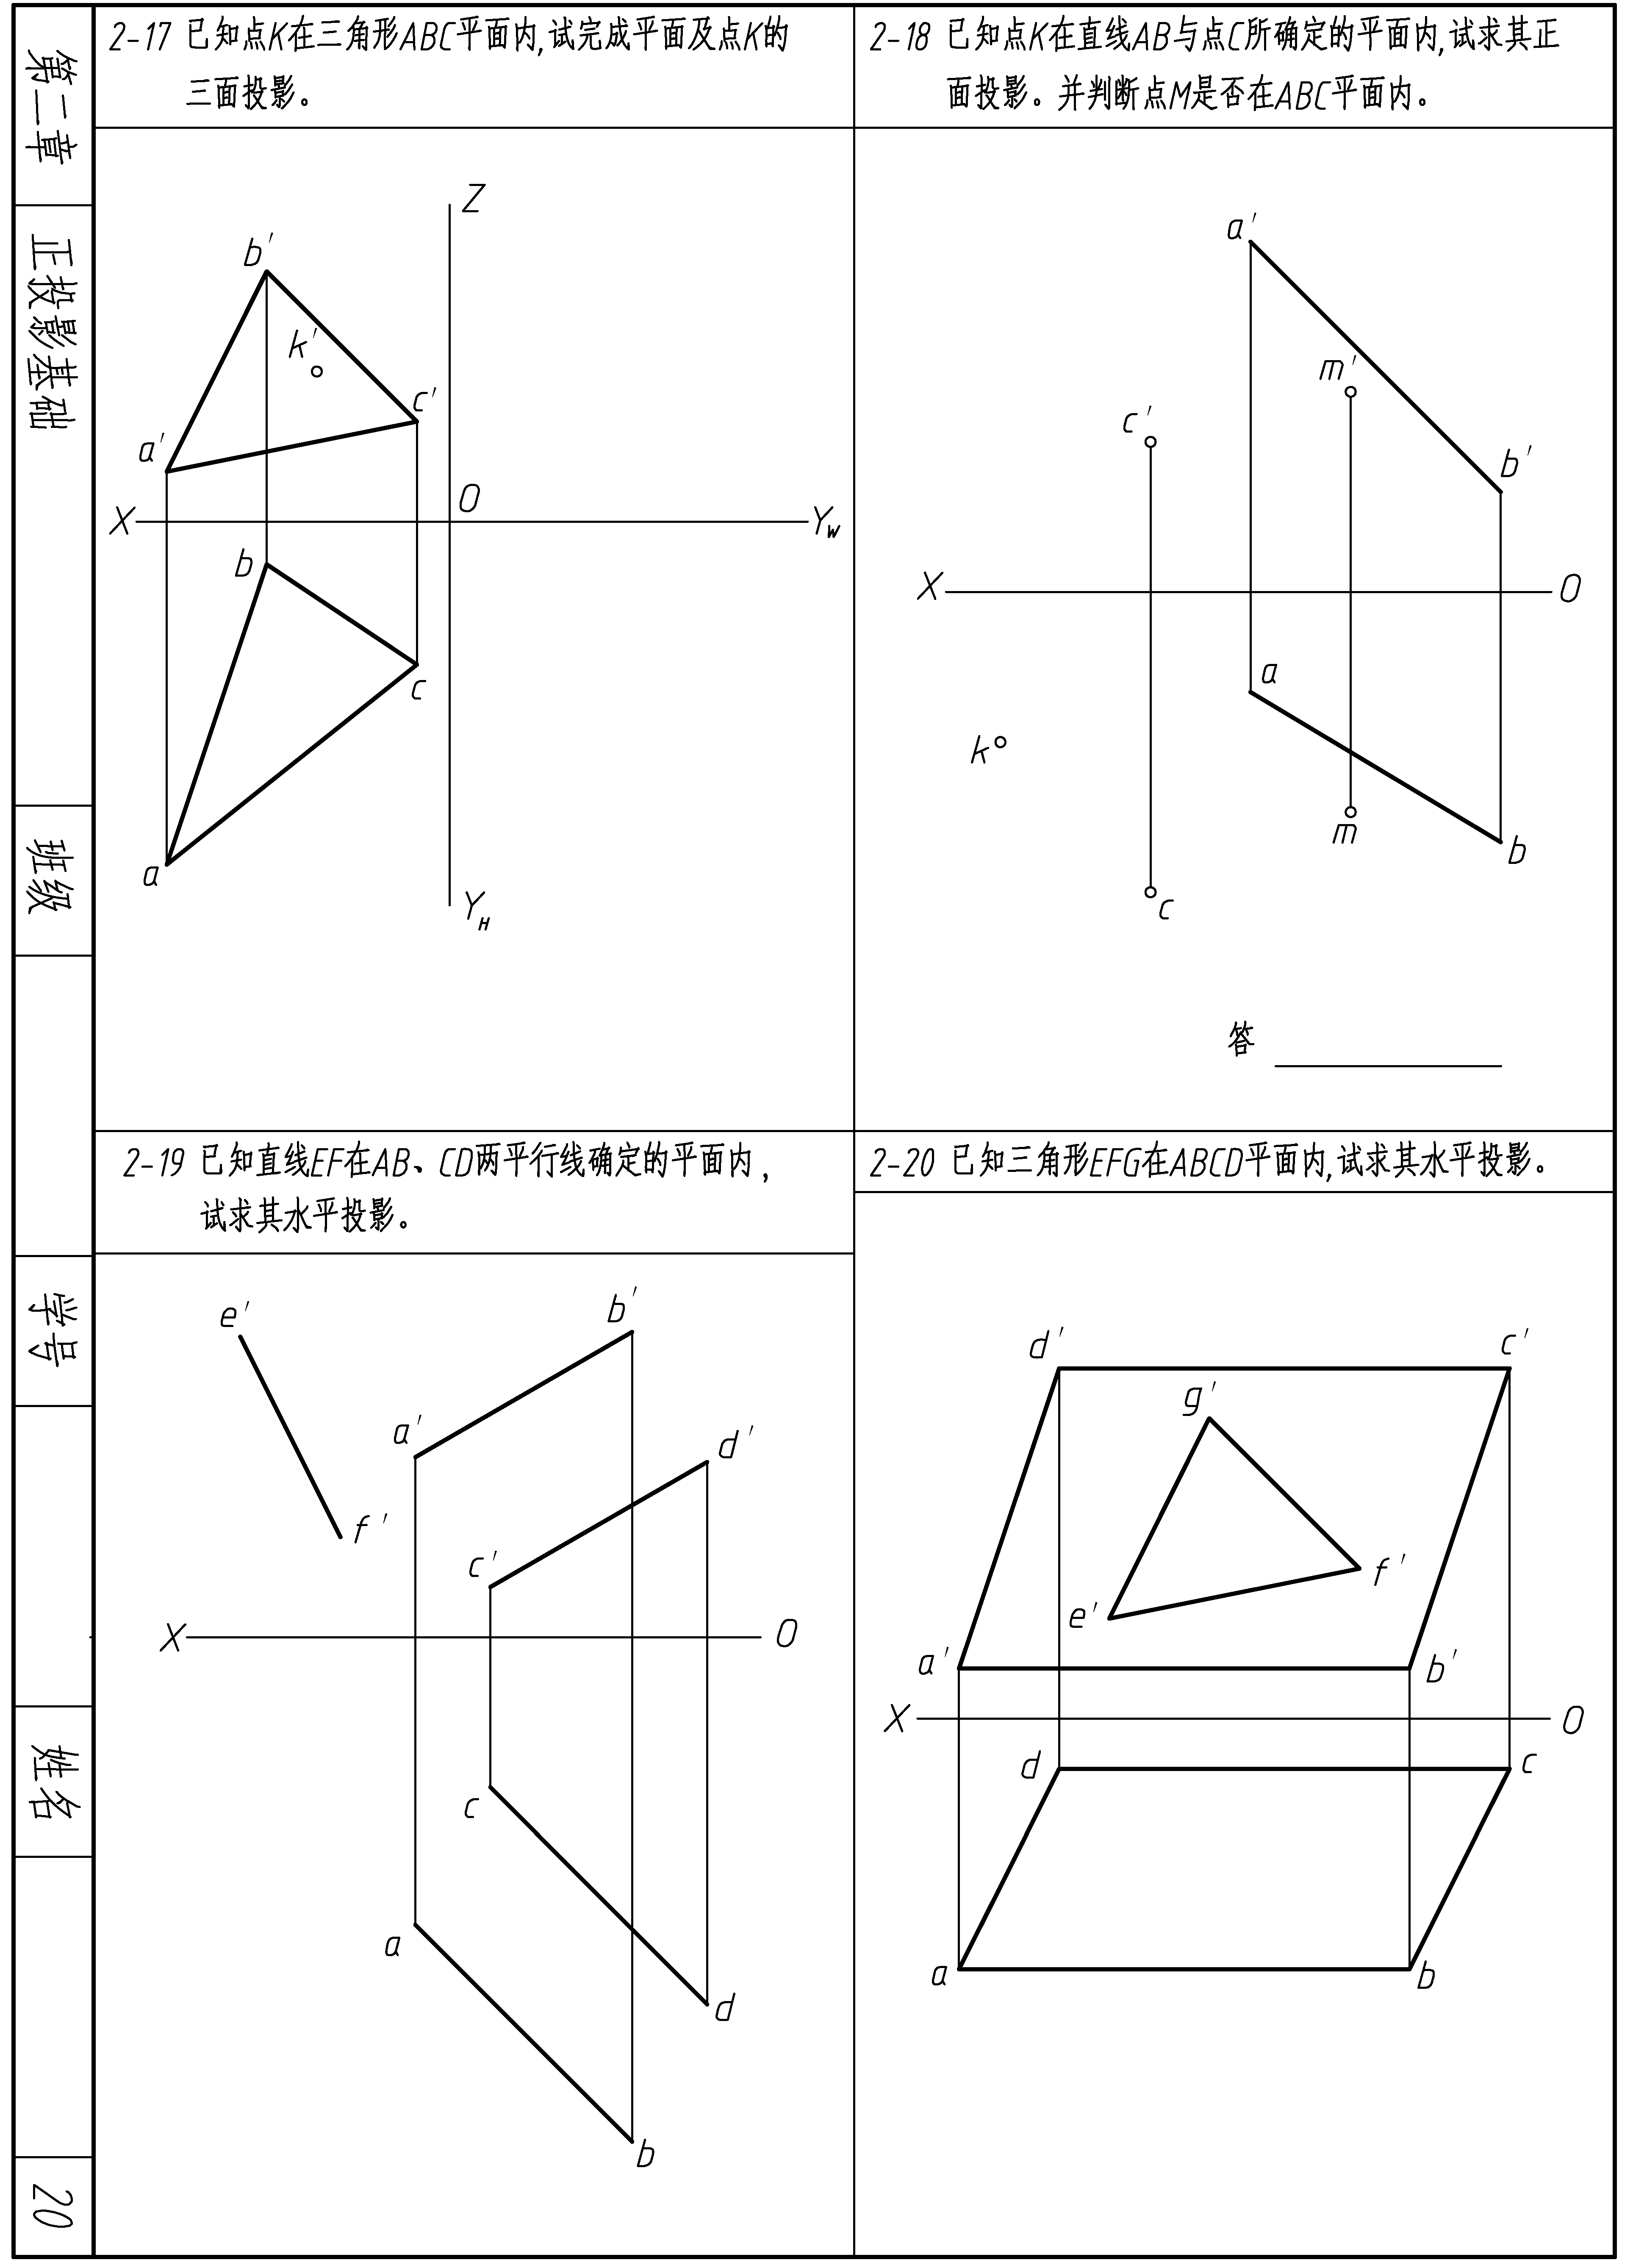 第二章
正投影基础
班级
学号
姓名
20
2-17 已知点K在三角形ABC平面内,试完成平面及点K的
三面投影。
Z
b'
k'
c'
a'
O
X
Y_W
b
c
a
Y_H
2-18 已知点K在直线AB与点C所确定的平面内,试求其正
面投影。并判断点M是否在ABC平面内。
a'
m'
c'
b'
X
O
a
k
m
b
c
答
2-19 已知直线EF在AB、CD两平行线确定的平面内,
试求其水平投影。
e'
b'
a'
d'
f'
c'
X
O
c
a
d
b
2-20 已知三角形EFG在ABCD平面内,试求其水平投影。
d'
c'
g'
f'
e'
a'
b'
X
O
d
c
a
b